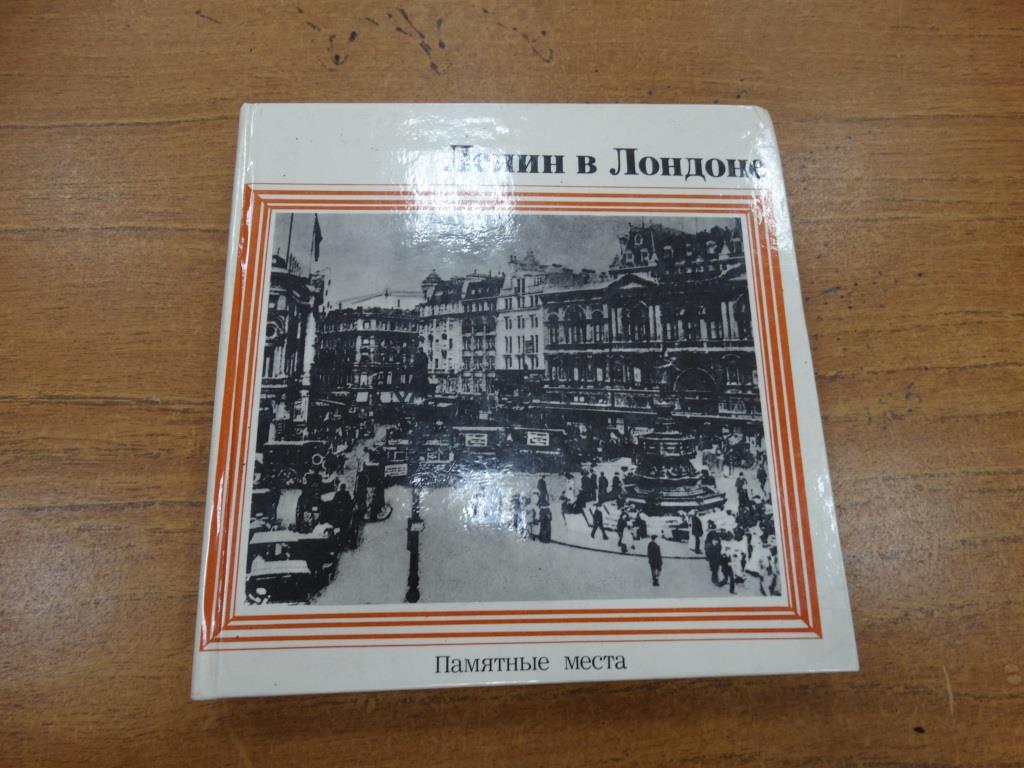 Ленин в Лондоне
Памятные места